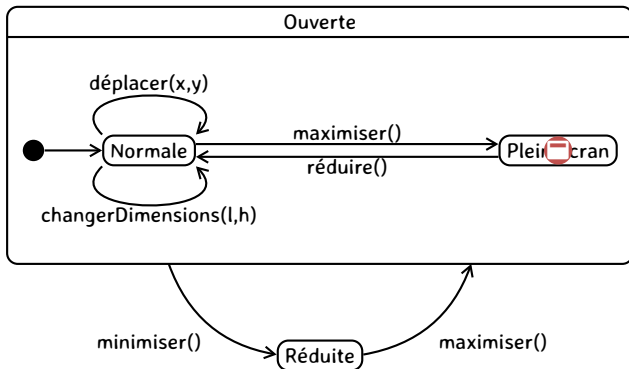 Ouverte
déplacer(x,y)
Normale
maximiser()
réduire()
changerDimensions(l,h)
minimiser()
Réduite
maximiser()